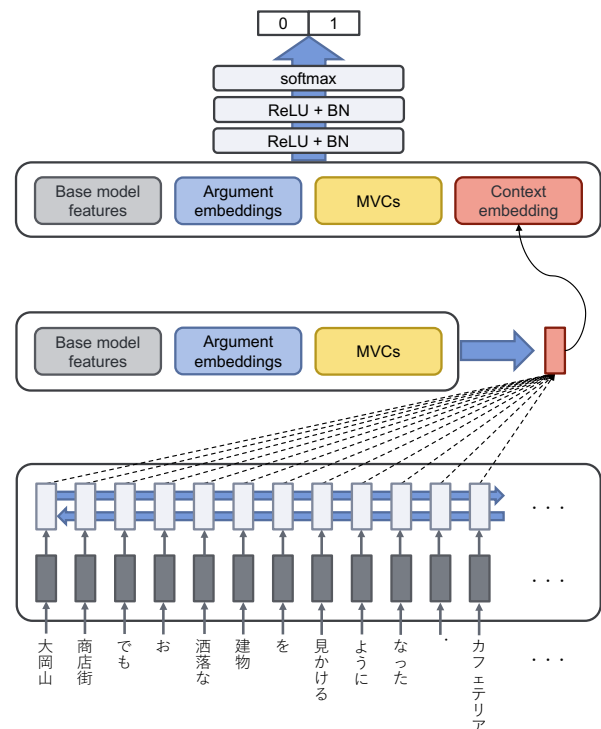 0 1
softmax
ReLU + BN
ReLU + BN
Base model features
Argument embeddings
MVCs
Context embedding
Base model features
Argument embeddings
MVCs
· · ·
· · ·
大岡山
商店街
でも
お
洒落な
建物
を
見かける
ように
なった
.
カフェテリア
· · ·